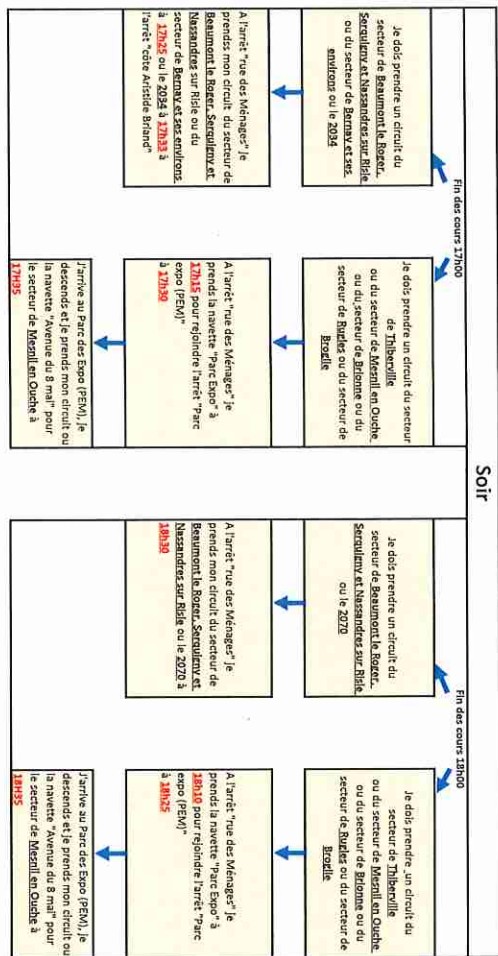 Soir
Fin des cours 17h00
Je dois prendre un circuit du
secteur de Beaumont le Roger,
Serquigny et Nassandres sur Risle
ou du secteur de Bernay et ses
environs ou le 2034
A l'arrêt "rue des Ménages" je
prends mon circuit du secteur de
Beaumont le Roger, Serquigny et
Nassandres sur Risle ou du
secteur de Bernay et ses environs
à 17h25 ou le 2034 à 17h33 à
l'arrêt "côte Aristide Briand"
Je dois prendre un circuit du secteur
de Thiberville
ou du secteur de Mesnil en Ouche
ou du secteur de Brionne ou du
secteur de Rugles ou du secteur de
Broglie
A l'arrêt "rue des Ménages" je
prends la navette "Parc Expo" à
17h15 pour rejoindre l'arrêt "Parc
expo (PEM)"
à 17h30
J'arrive au Parc des Expo (PEM), je
descends et je prends mon circuit ou
la navette "Avenue du 8 mai" pour
le secteur de Mesnil en Ouche à
17H35
Fin des cours 18h00
Je dois prendre un circuit du
secteur de Beaumont le Roger,
Serquigny et Nassandres sur Risle
ou le 2070
A l'arrêt "rue des Ménages" je
prends mon circuit du secteur de
Beaumont le Roger, Serquigny et
Nassandres sur Risle ou le 2070 à
18h30
Je dois prendre un circuit du
secteur de Thiberville
ou du secteur de Mesnil en Ouche
ou du secteur de Brionne ou du
secteur de Rugles ou du secteur de
Broglie
A l'arrêt "rue des Ménages" je
prends la navette "Parc Expo" à
18h10 pour rejoindre l'arrêt "Parc
expo (PEM)"
à 18h25
J'arrive au Parc des Expo (PEM), je
descends et je prends mon circuit ou
la navette "Avenue du 8 mai" pour
le secteur de Mesnil en Ouche à
18H35